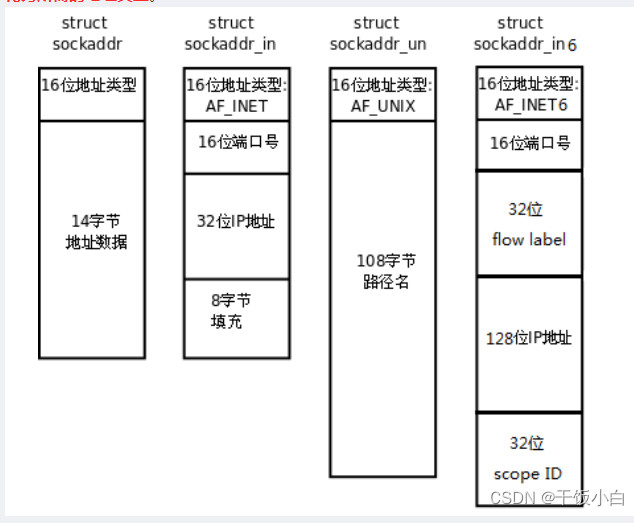 struct
sockaddr
16位地址类型
14字节
地址数据
struct
sockaddr_in
16位地址类型:
AF_INET
16位端口号
32位IP地址
8字节
填充
struct
sockaddr_un
16位地址类型:
AF_UNIX
108字节
路径名
struct
sockaddr_in6
16位地址类型:
AF_INET6
16位端口号
32位
flow label
128位IP地址
32位
scope ID
CSDN @干饭小白